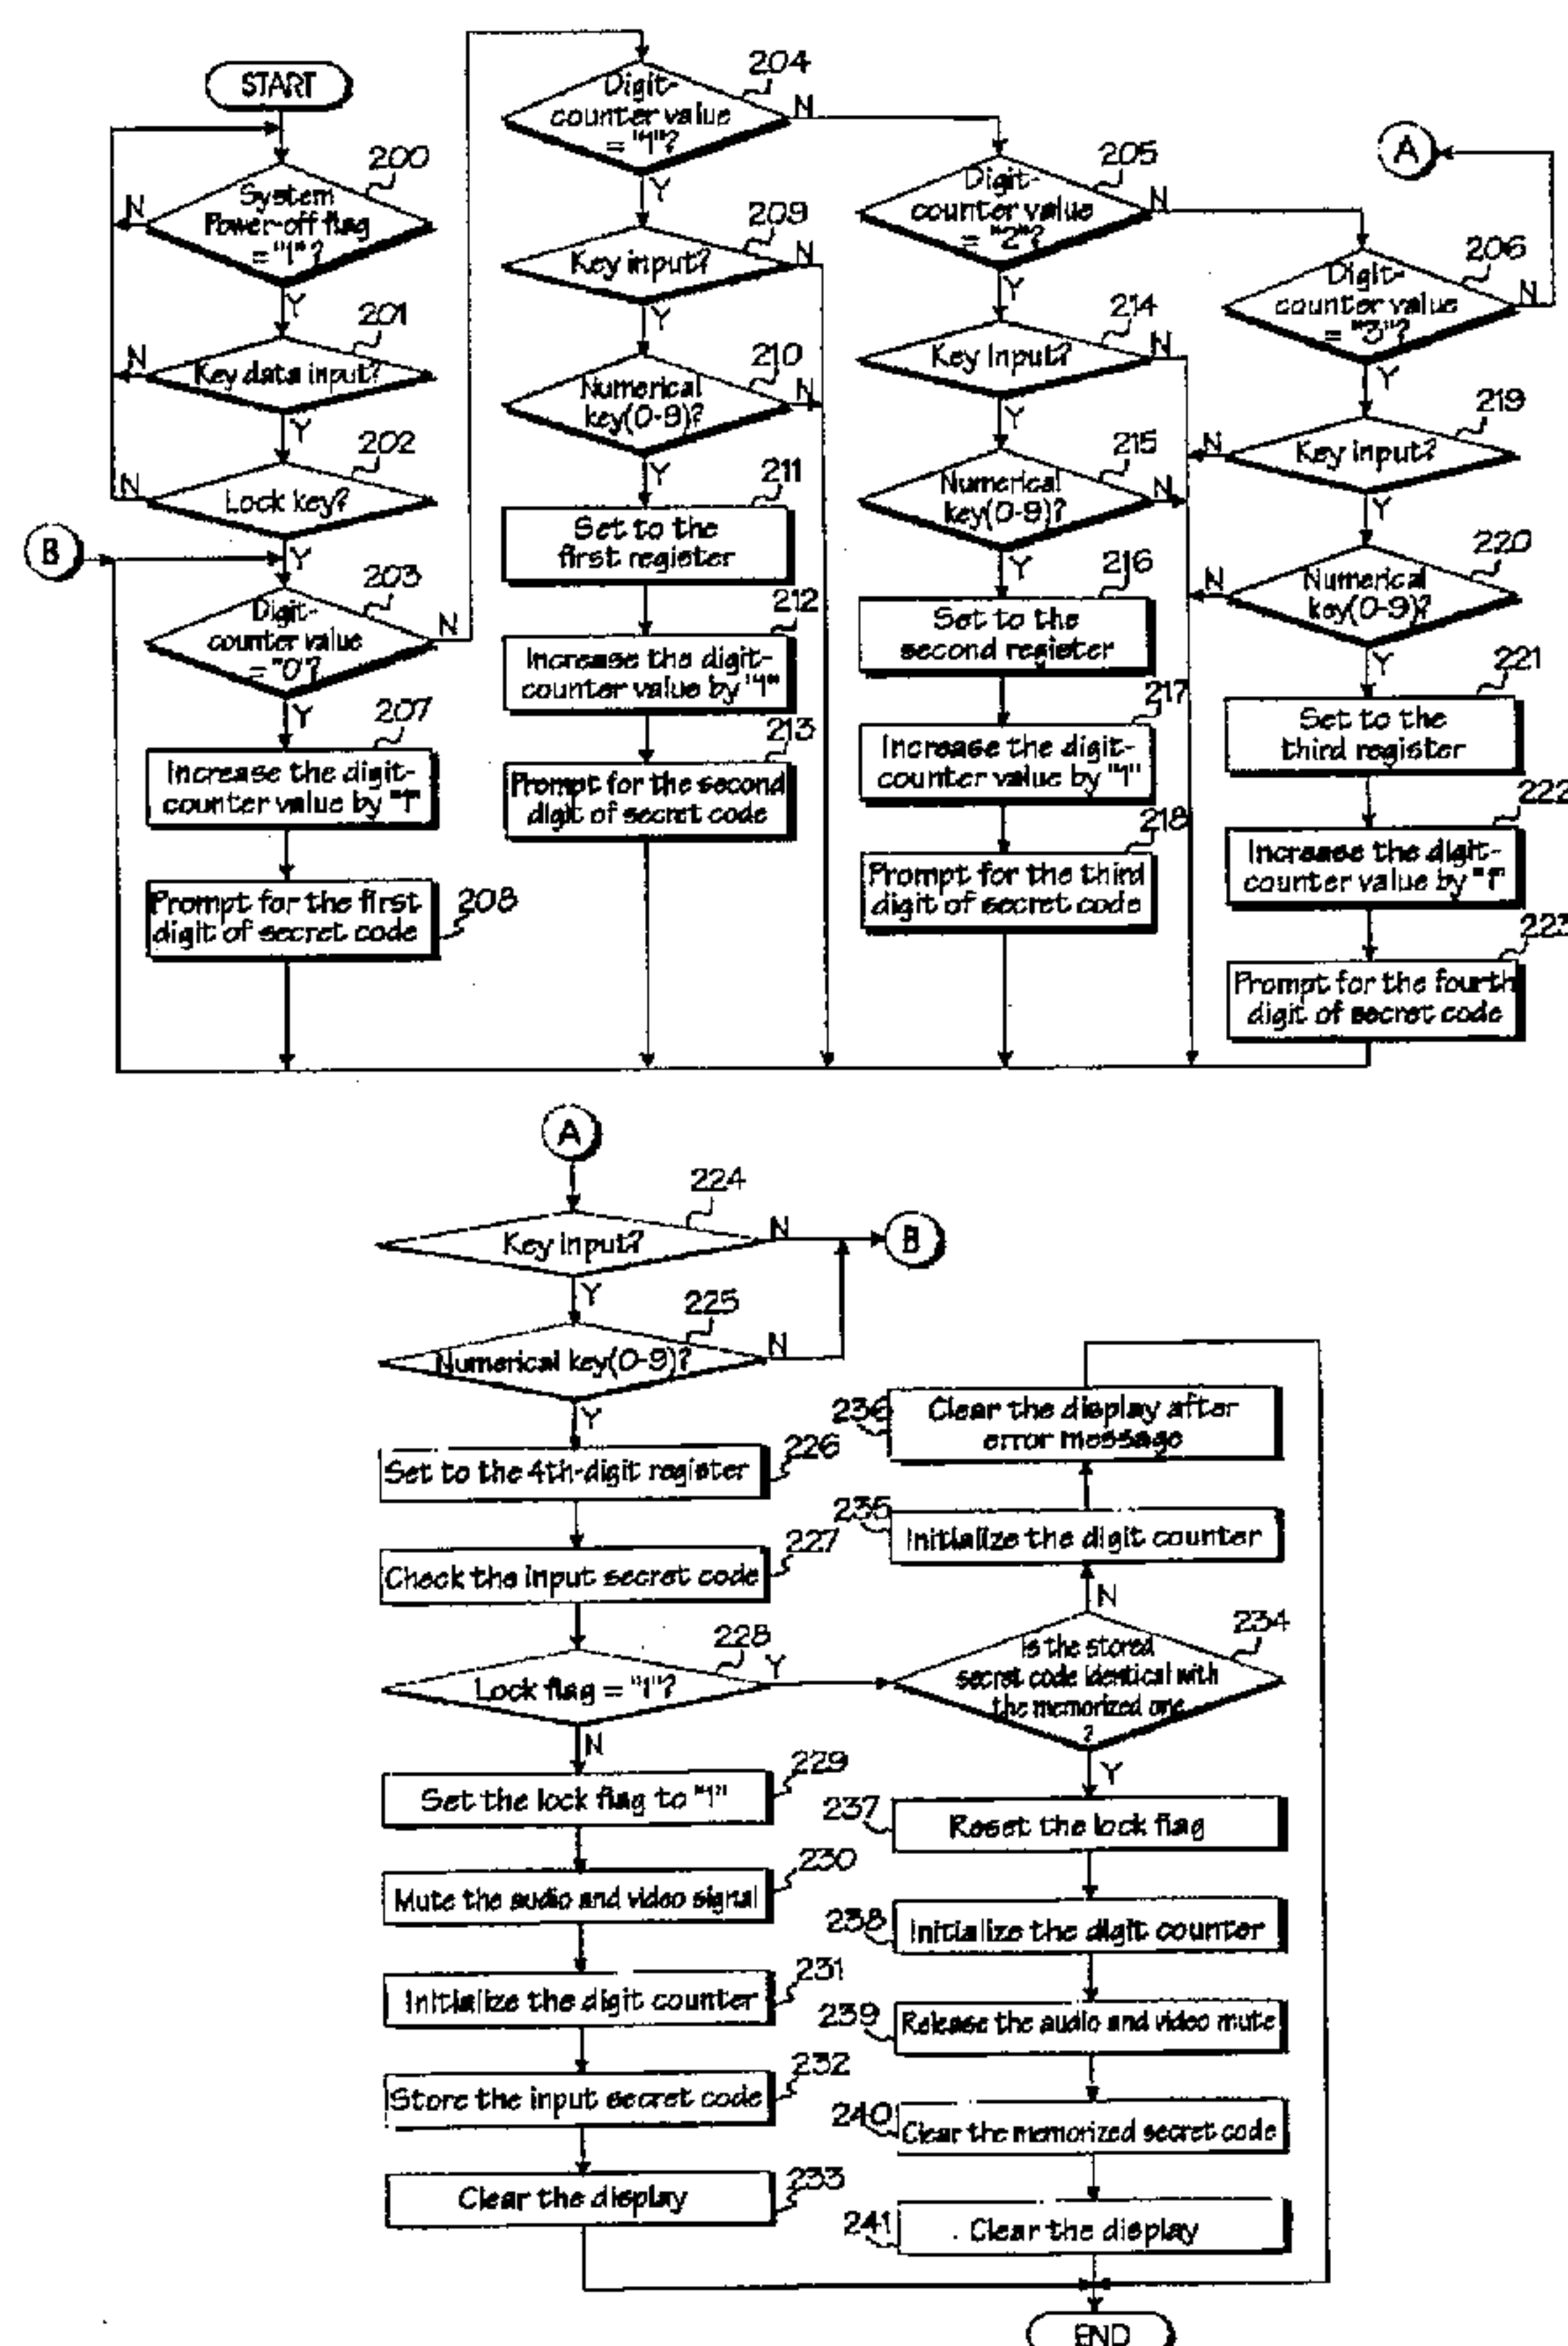 START
200
System
Power-off flag
= "1"?
N
Y
201
Key data input?
N
Y
202
Lock key?
N
Y
B
203
Digit-
counter value
= "0"?
N
Y
207
Increase the digit-
counter value by "1"
Prompt for the first
digit of secret code
208
204
Digit-
counter value
= "1"?
N
Y
209
Key input?
N
Y
210
Numerical
key(0-9)?
N
Y
211
Set to the
first register
212
Increase the digit-
counter value by "1"
213
Prompt for the second
digit of secret code
205
Digit-
counter value
= "2"?
N
Y
214
Key Input?
N
Y
215
Numerical
key(0-9)?
N
Y
216
Set to the
second register
217
Increase the digit-
counter value by "1"
218
Prompt for the third
digit of secret code
A
206
Digit-
counter value
= "3"?
N
Y
219
Key input?
N
Y
220
Numerical
key(0-9)?
N
Y
221
Set to the
third register
222
Increase the digit-
counter value by "1"
223
Prompt for the fourth
digit of secret code
A
224
Key input?
N
B
Y
225
Numerical key(0-9)?
N
Y
Set to the 4th-digit register
226
Check the input secret code
227
228
Lock flag = "1"?
Y
N
Set the lock flag to "1"
229
Mute the audio and video signal
230
Initialize the digit counter
231
Store the input secret code
232
Clear the display
233
236
Clear the display after
error message
235
Initialize the digit counter
N
234
Is the stored
secret code identical with
the memorized one
?
Y
237
Reset the lock flag
238
Initialize the digit counter
239
Release the audio and video mute
240
Clear the memorized secret code
241
Clear the display
END